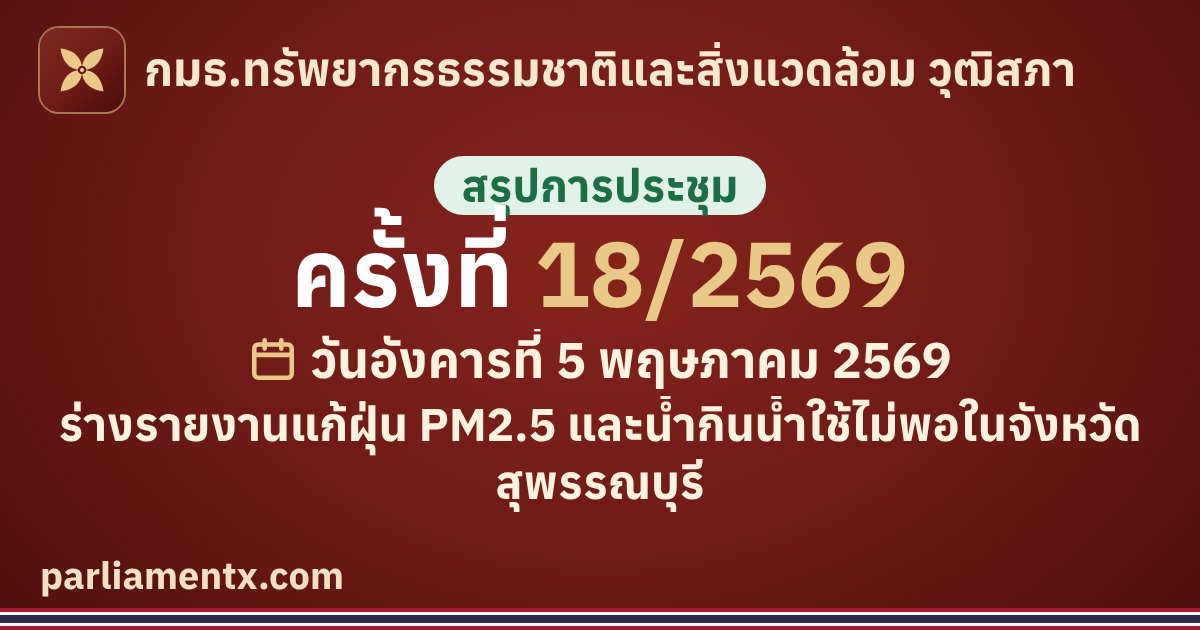 กมธ.ทรัพยากรธรรมชาติและสิ่งแวดล้อม วุฒิสภา
สรุปการประชุม
ครั้งที่ 18/2569
วันอังคารที่ 5 พฤษภาคม 2569
ร่างรายงานแก้ฝุ่น PM2.5 และน้ำกินน้ำใช้ไม่พอในจังหวัด
สุพรรณบุรี
parliamentx.com